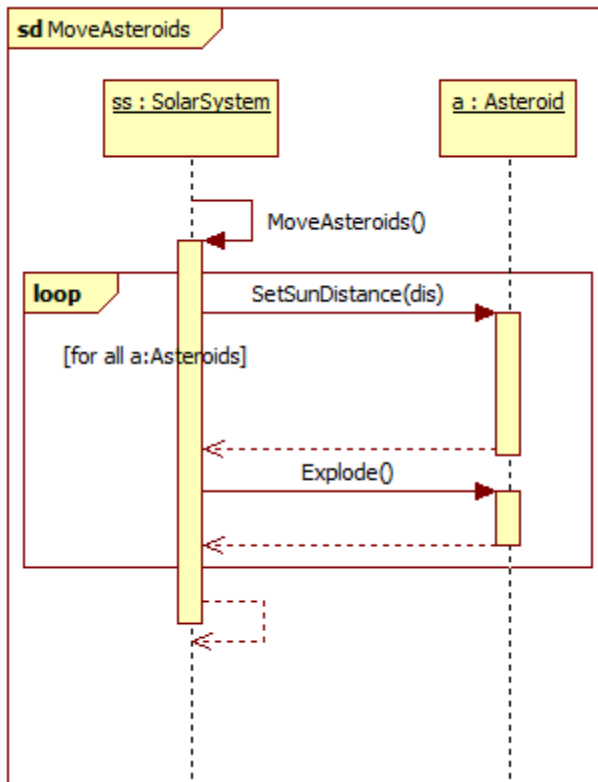 sd MoveAsteroids
ss : SolarSystem
a : Asteroid
MoveAsteroids()
loop
SetSunDistance(dis)
[for all a:Asteroids]
Explode()